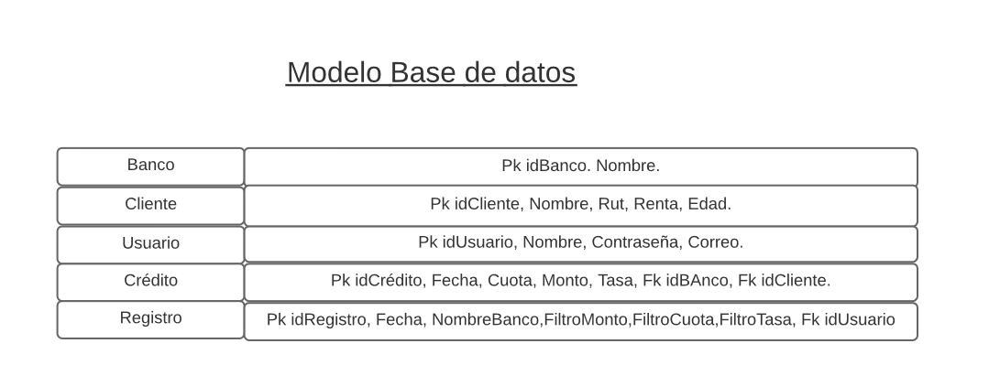 Modelo Base de datos
Banco
Pk idBanco. Nombre.
Cliente
Pk idCliente, Nombre, Rut, Renta, Edad.
Usuario
Pk idUsuario, Nombre, Contraseña, Correo.
Crédito
Pk idCrédito, Fecha, Cuota, Monto, Tasa, Fk idBAnco, Fk idCliente.
Registro
Pk idRegistro, Fecha, NombreBanco,FiltroMonto,FiltroCuota,FiltroTasa, Fk idUsuario